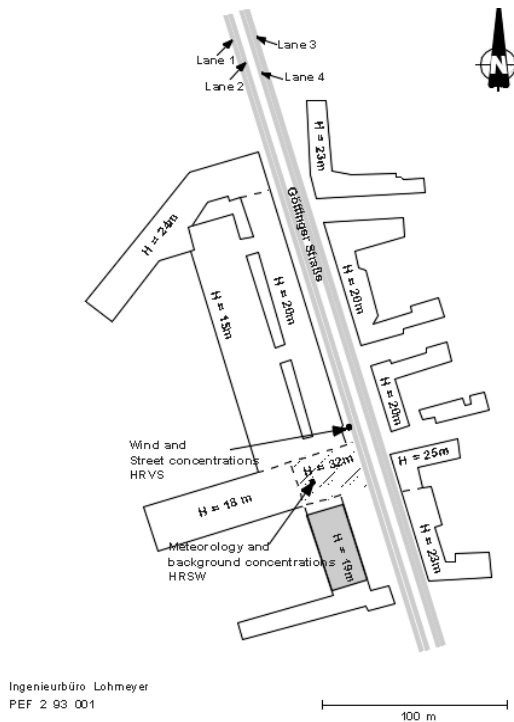 Lane 3
Lane 1
Lane 4
Lane 2
N
H = 23m
Göttinger Straße
H = 24m
H = 15m
H = 20m
H = 20m
H = 20m
Wind and
Street concentrations
HRVS
H = 32m
H = 25m
H = 18 m
Meteorology and
background concentrations
HRSW
H = 19m
H = 23m
Ingenieurbüro Lohmeyer
PEF 2 93 001
100 m